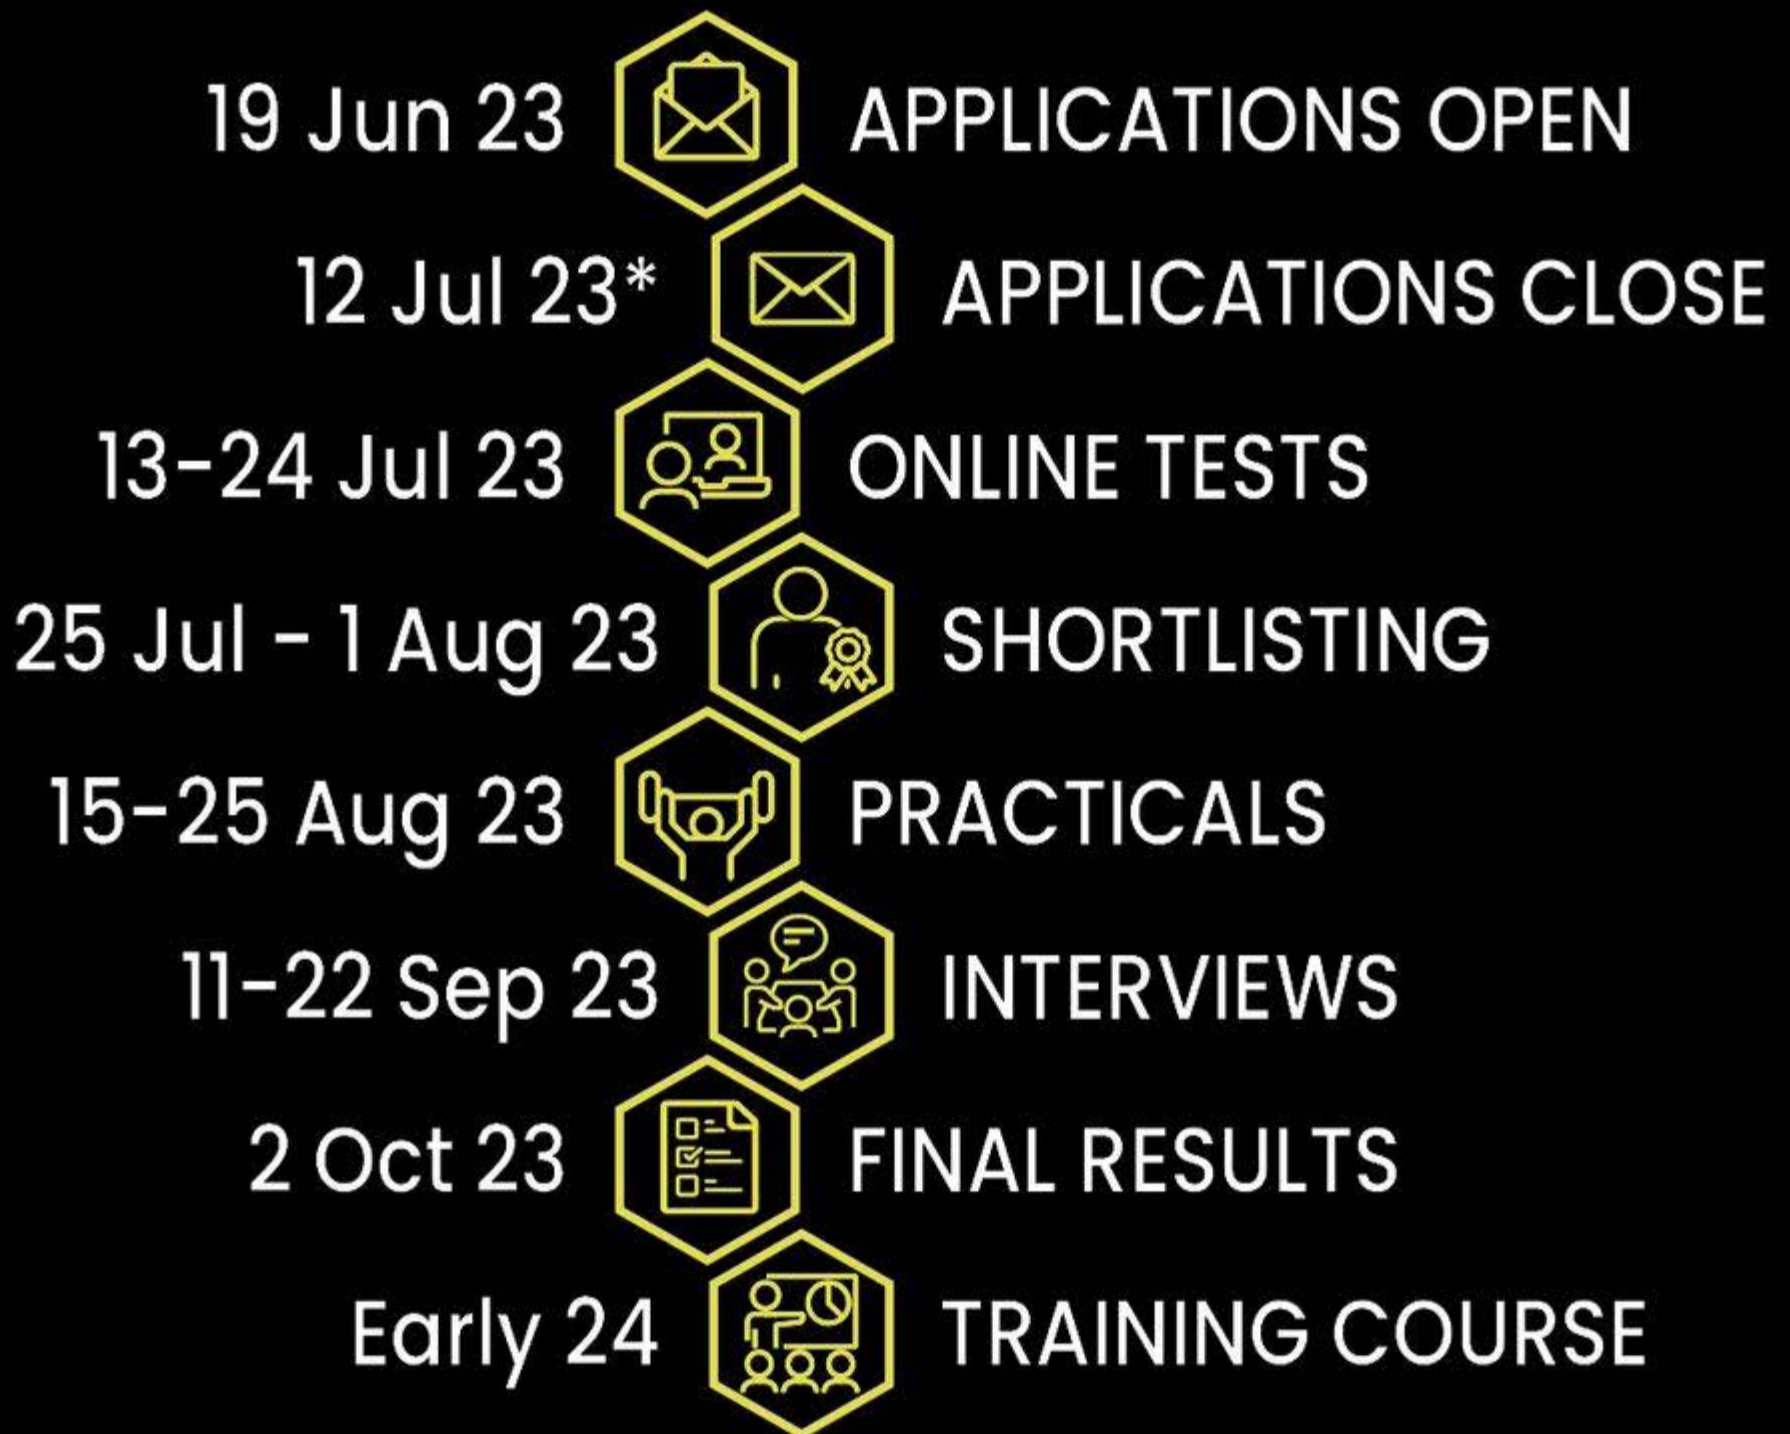 19 Jun 23 APPLICATIONS OPEN
12 Jul 23* APPLICATIONS CLOSE
13-24 Jul 23 ONLINE TESTS
25 Jul - 1 Aug 23 SHORTLISTING
15-25 Aug 23 PRACTICALS
11-22 Sep 23 INTERVIEWS
2 Oct 23 FINAL RESULTS
Early 24 TRAINING COURSE